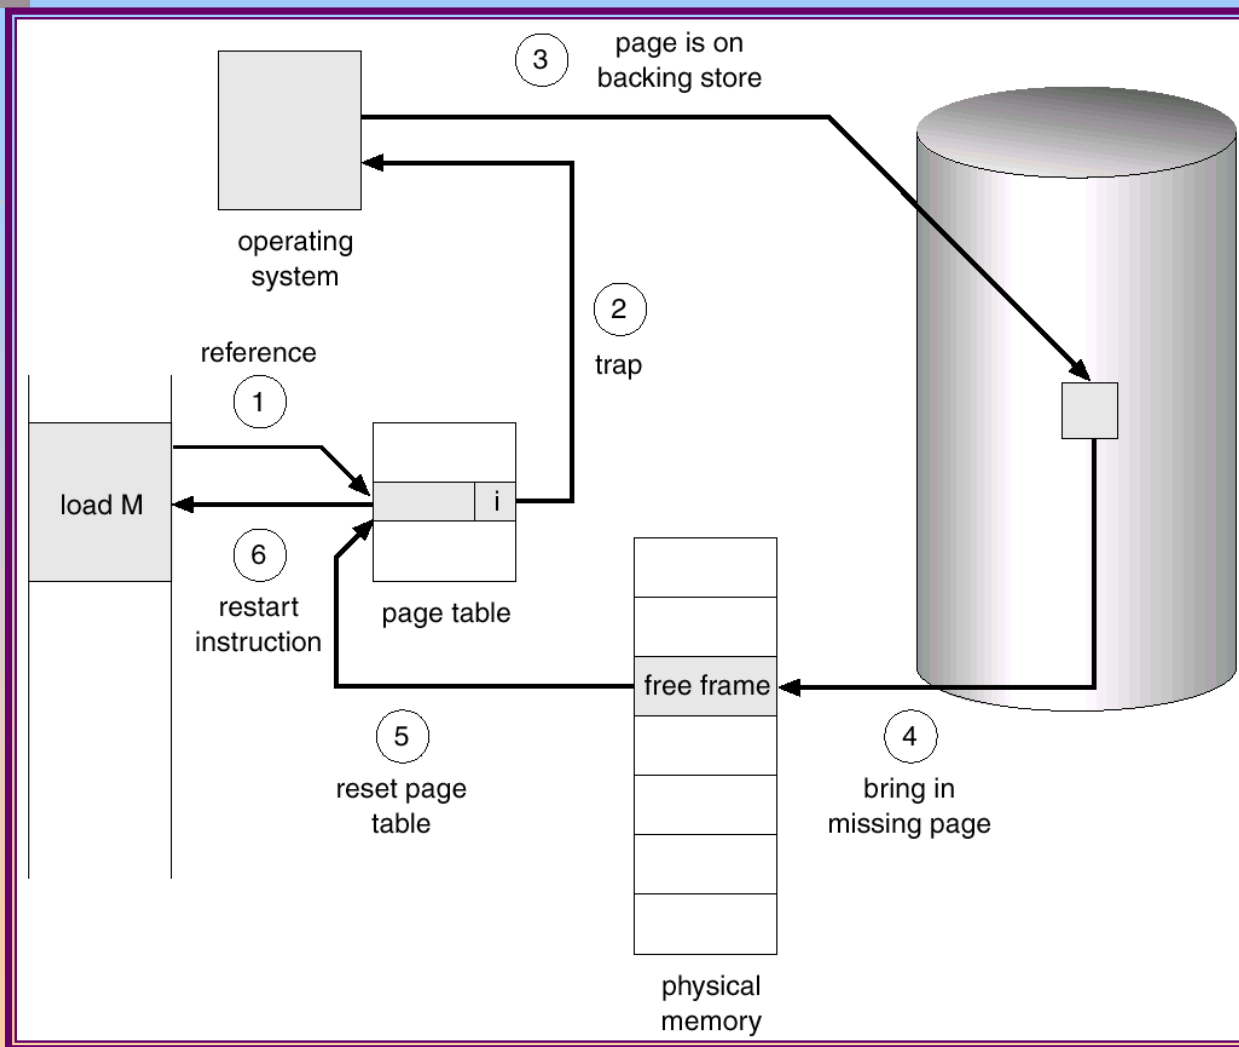 3
page is on
backing store
operating
system
2
trap
reference
1
load M
i
6
restart
instruction
page table
free frame
5
reset page
table
4
bring in
missing page
physical
memory